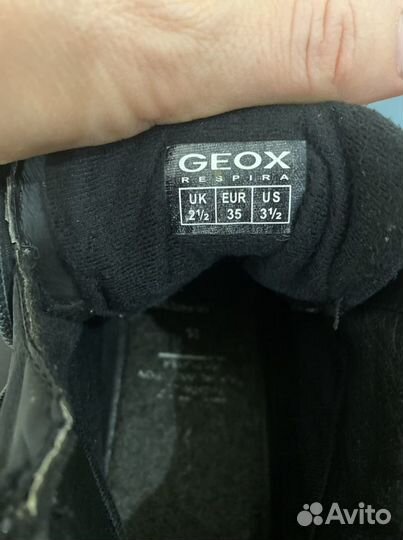 GEOX
RESPIRA
UK EUR US
2½ 35 3½
Avito